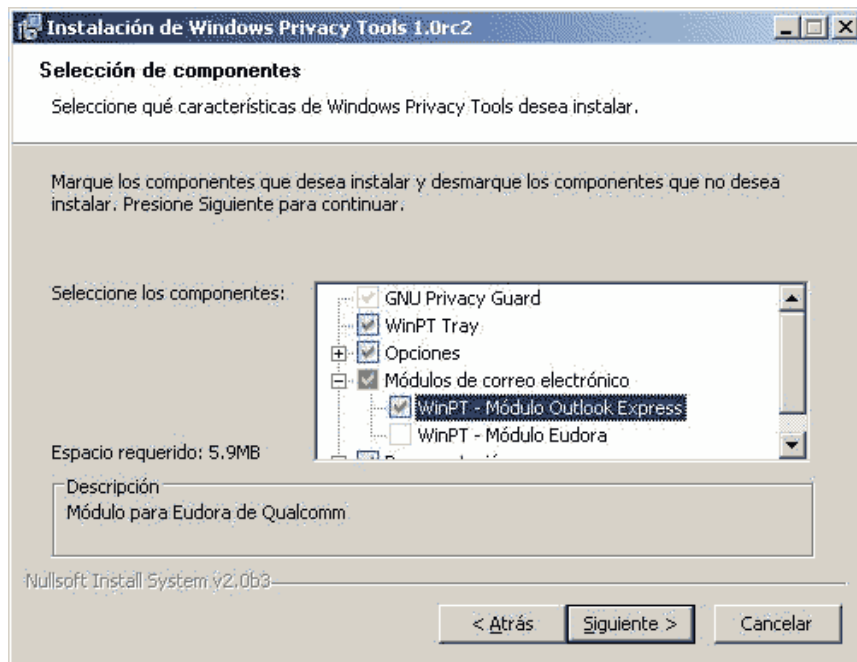 Instalación de Windows Privacy Tools 1.0rc2
Selección de componentes
Seleccione qué características de Windows Privacy Tools desea instalar.
Marque los componentes que desea instalar y desmarque los componentes que no desea
instalar. Presione Siguiente para continuar.
Seleccione los componentes:
GNU Privacy Guard
WinPT Tray
Opciones
Módulos de correo electrónico
WinPT - Módulo Outlook Express
WinPT - Módulo Eudora
Espacio requerido: 5.9MB
Descripción
Módulo para Eudora de Qualcomm
Nullsoft Install System v2.0b3
< Atrás
Siguiente >
Cancelar